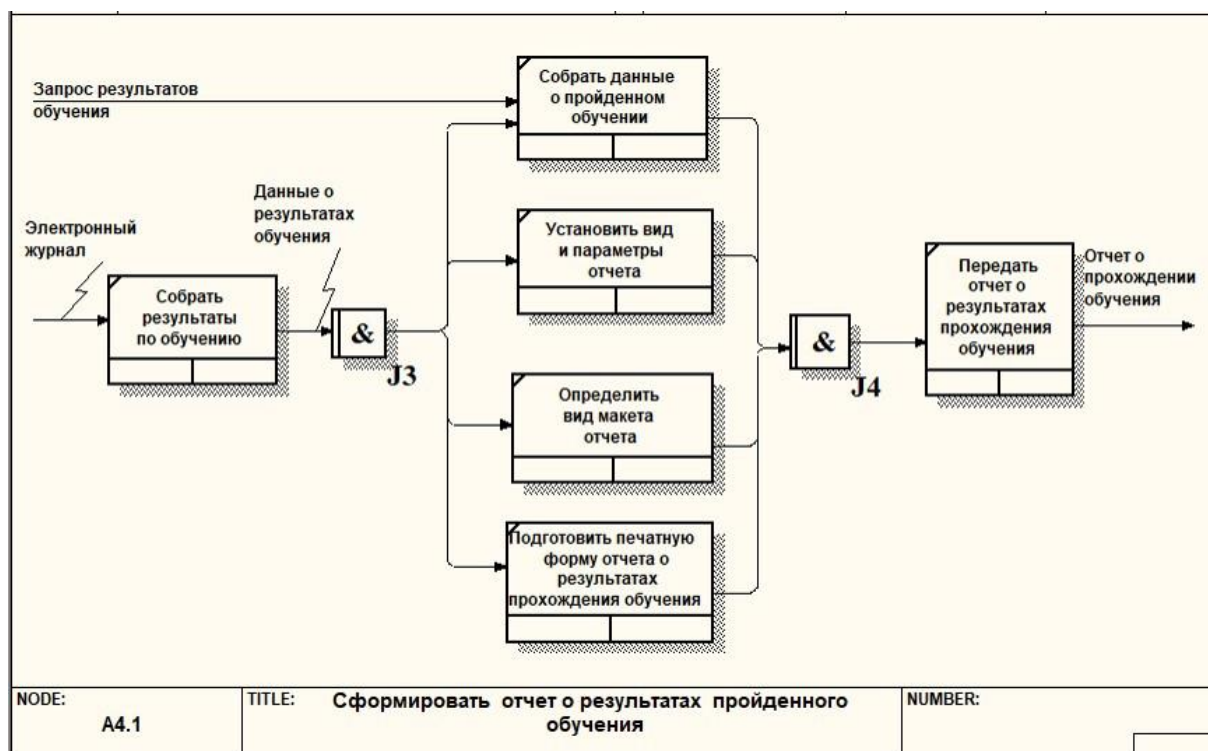 Запрос результатов
обучения
Собрать данные
о пройденном
обучении
Данные о
результатах
обучения
Электронный
журнал
Собрать
результаты
по обучению
&
J3
Установить вид
и параметры
отчета
Определить
вид макета
отчета
Подготовить печатную
форму отчета о
результатах
прохождения обучения
&
J4
Передать
отчет о
результатах
прохождения
обучения
Отчет о
прохождении
обучения
NODE:
A4.1
TITLE:
Сформировать отчет о результатах пройденного
обучения
NUMBER: